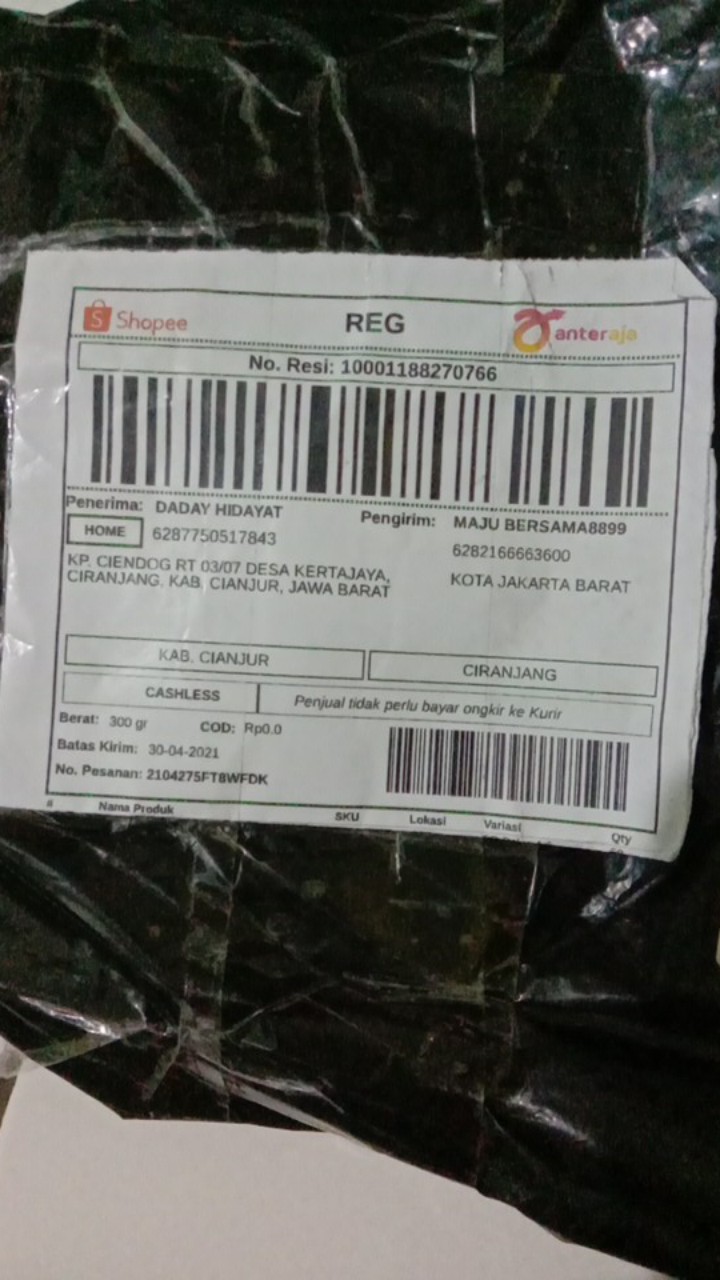 Shopee REG anteraja
No. Resi: 10001188270766
Penerima: DADAY HIDAYAT
HOME 6287750517843
KP. CIENDOG RT 03/07 DESA KERTAJAYA,
CIRANJANG, KAB. CIANJUR, JAWA BARAT
Pengirim: MAJU BERSAMA8899
6282166663600
KOTA JAKARTA BARAT
KAB. CIANJUR CIRANJANG
CASHLESS Penjual tidak perlu bayar ongkir ke Kurir
Berat: 300 gr COD: Rp0.0
Batas Kirim: 30-04-2021
No. Pesanan: 2104275FT8WFDK
# Nama Produk SKU Lokasi Variasi Qty